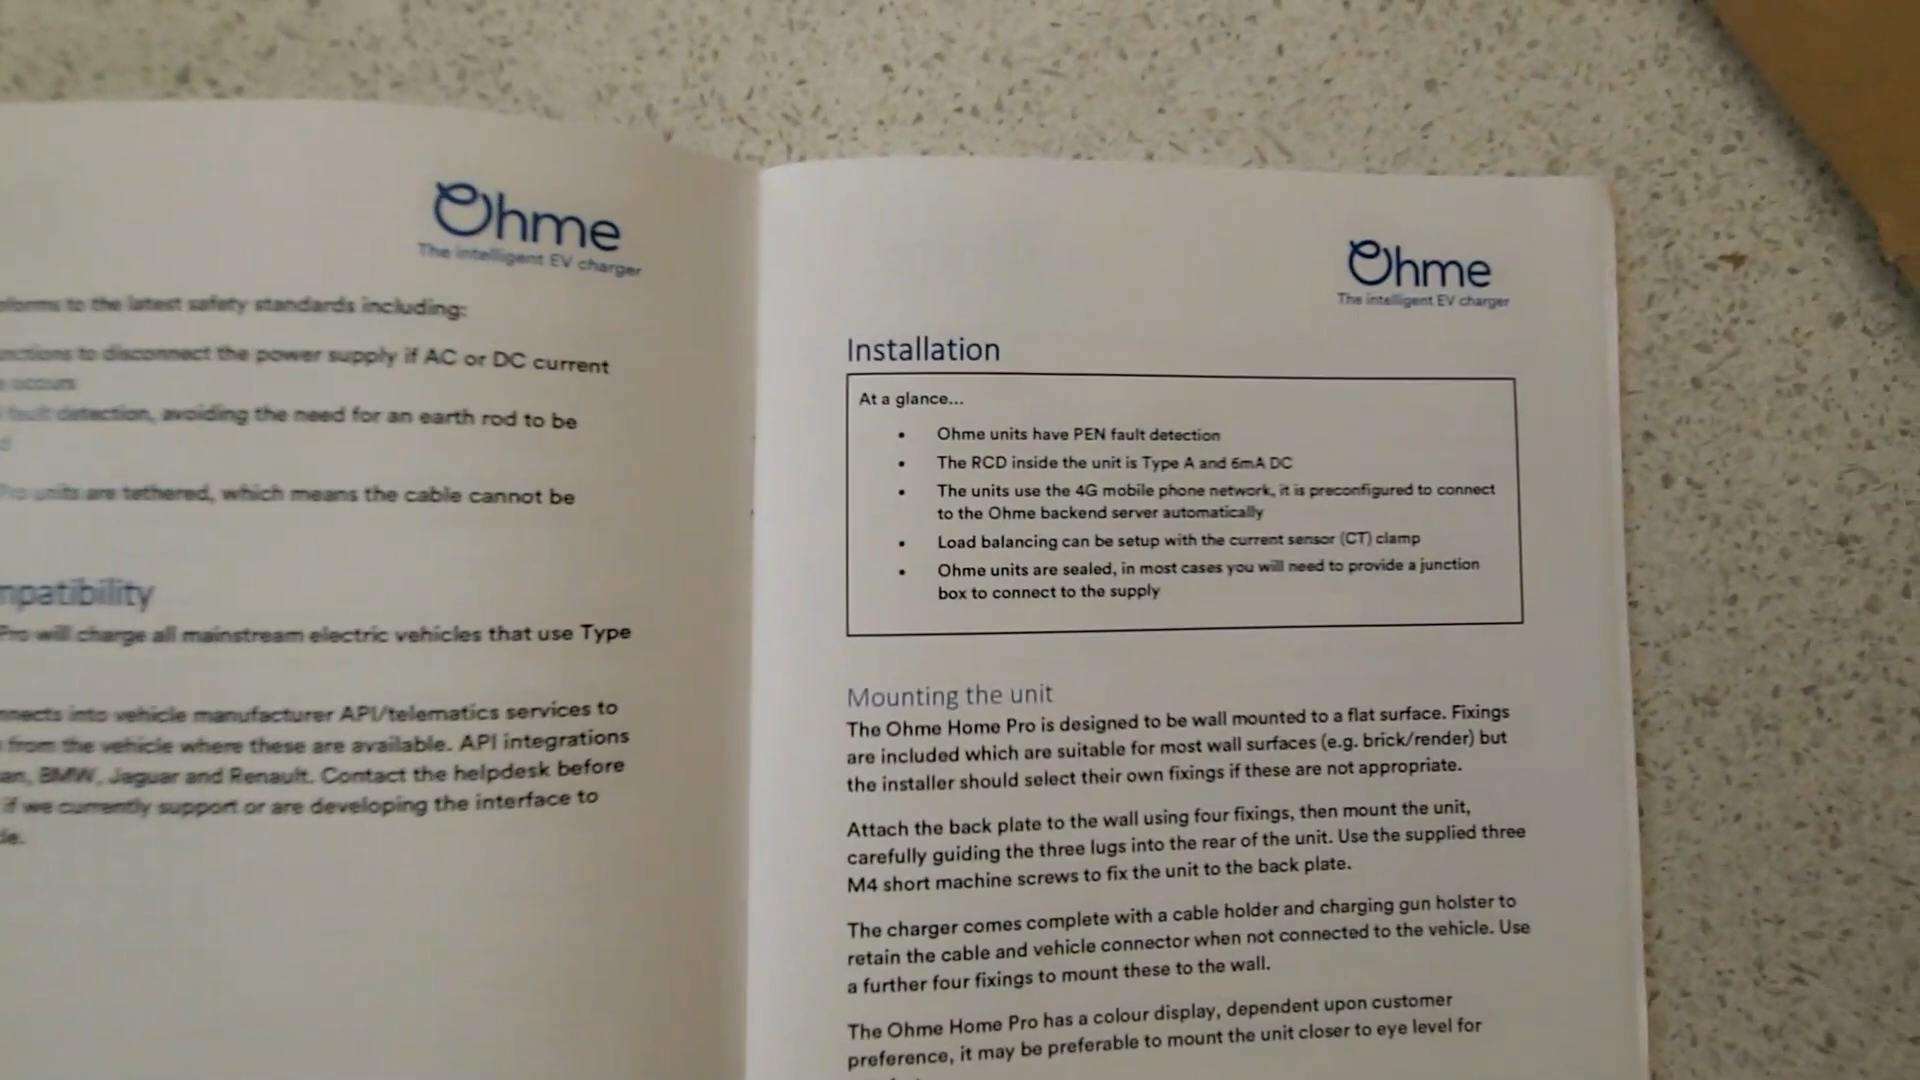 Ohme
The intelligent EV charger
to the latest safety standards including:
to disconnect the power supply if AC or DC current
occurs
fault detection, avoiding the need for an earth rod to be
Pro units are tethered, which means the cable cannot be
mpatibility
Pro will charge all mainstream electric vehicles that use Type
nnects into vehicle manufacturer API/telematics services to
from the vehicle where these are available. API integrations
an, BMW, Jaguar and Renault. Contact the helpdesk before
if we currently support or are developing the interface to
de.
Ohme
The intelligent EV charger
Installation
At a glance...
• Ohme units have PEN fault detection
• The RCD inside the unit is Type A and 6mA DC
• The units use the 4G mobile phone network, it is preconfigured to connect
to the Ohme backend server automatically
• Load balancing can be setup with the current sensor (CT) clamp
• Ohme units are sealed, in most cases you will need to provide a junction
box to connect to the supply
Mounting the unit
The Ohme Home Pro is designed to be wall mounted to a flat surface. Fixings
are included which are suitable for most wall surfaces (e.g. brick/render) but
the installer should select their own fixings if these are not appropriate.
Attach the back plate to the wall using four fixings, then mount the unit,
carefully guiding the three lugs into the rear of the unit. Use the supplied three
M4 short machine screws to fix the unit to the back plate.
The charger comes complete with a cable holder and charging gun holster to
retain the cable and vehicle connector when not connected to the vehicle. Use
a further four fixings to mount these to the wall.
The Ohme Home Pro has a colour display, dependent upon customer
preference, it may be preferable to mount the unit closer to eye level for